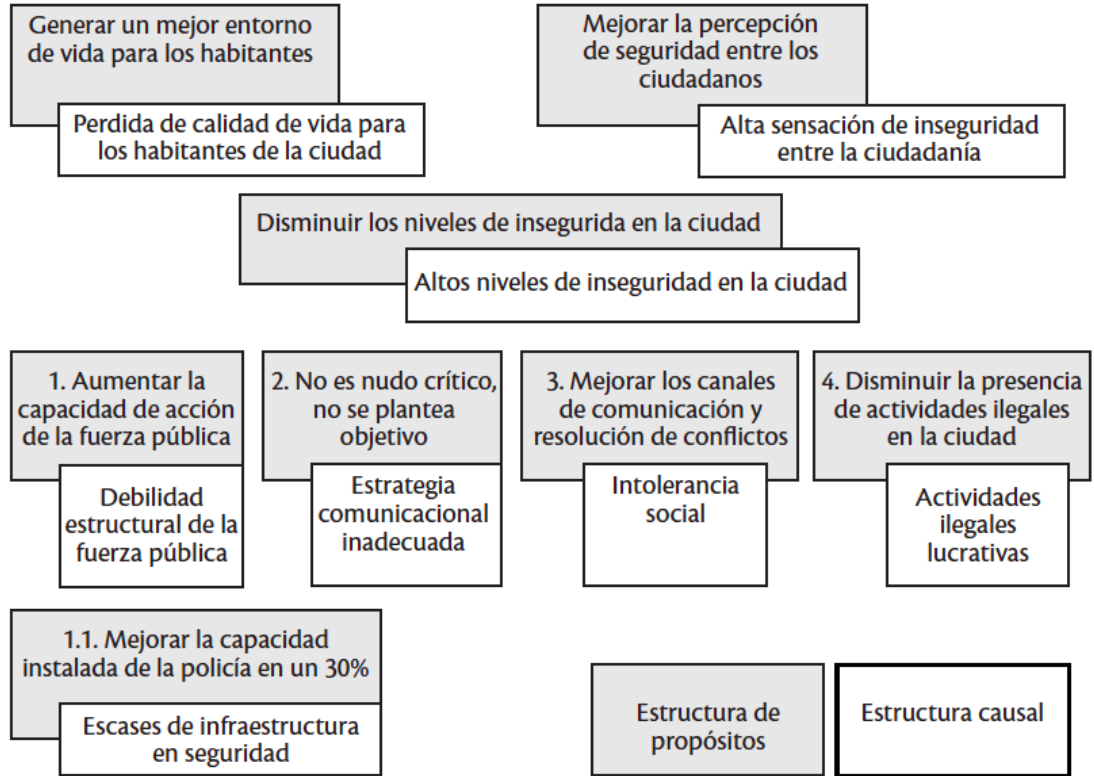 Generar un mejor entorno
de vida para los habitantes
Perdida de calidad de vida para
los habitantes de la ciudad
Mejorar la percepción
de seguridad entre los
ciudadanos
Alta sensación de inseguridad
entre la ciudadanía
Disminuir los niveles de insegurida en la ciudad
Altos niveles de inseguridad en la ciudad
1. Aumentar la
capacidad de acción
de la fuerza pública
Debilidad
estructural de la
fuerza pública
2. No es nudo crítico,
no se plantea
objetivo
Estrategia
comunicacional
inadecuada
3. Mejorar los canales
de comunicación y
resolución de conflictos
Intolerancia
social
4. Disminuir la presencia
de actividades ilegales
en la ciudad
Actividades
ilegales
lucrativas
1.1. Mejorar la capacidad
instalada de la policía en un 30%
Escases de infraestructura
en seguridad
Estructura de
propósitos
Estructura causal